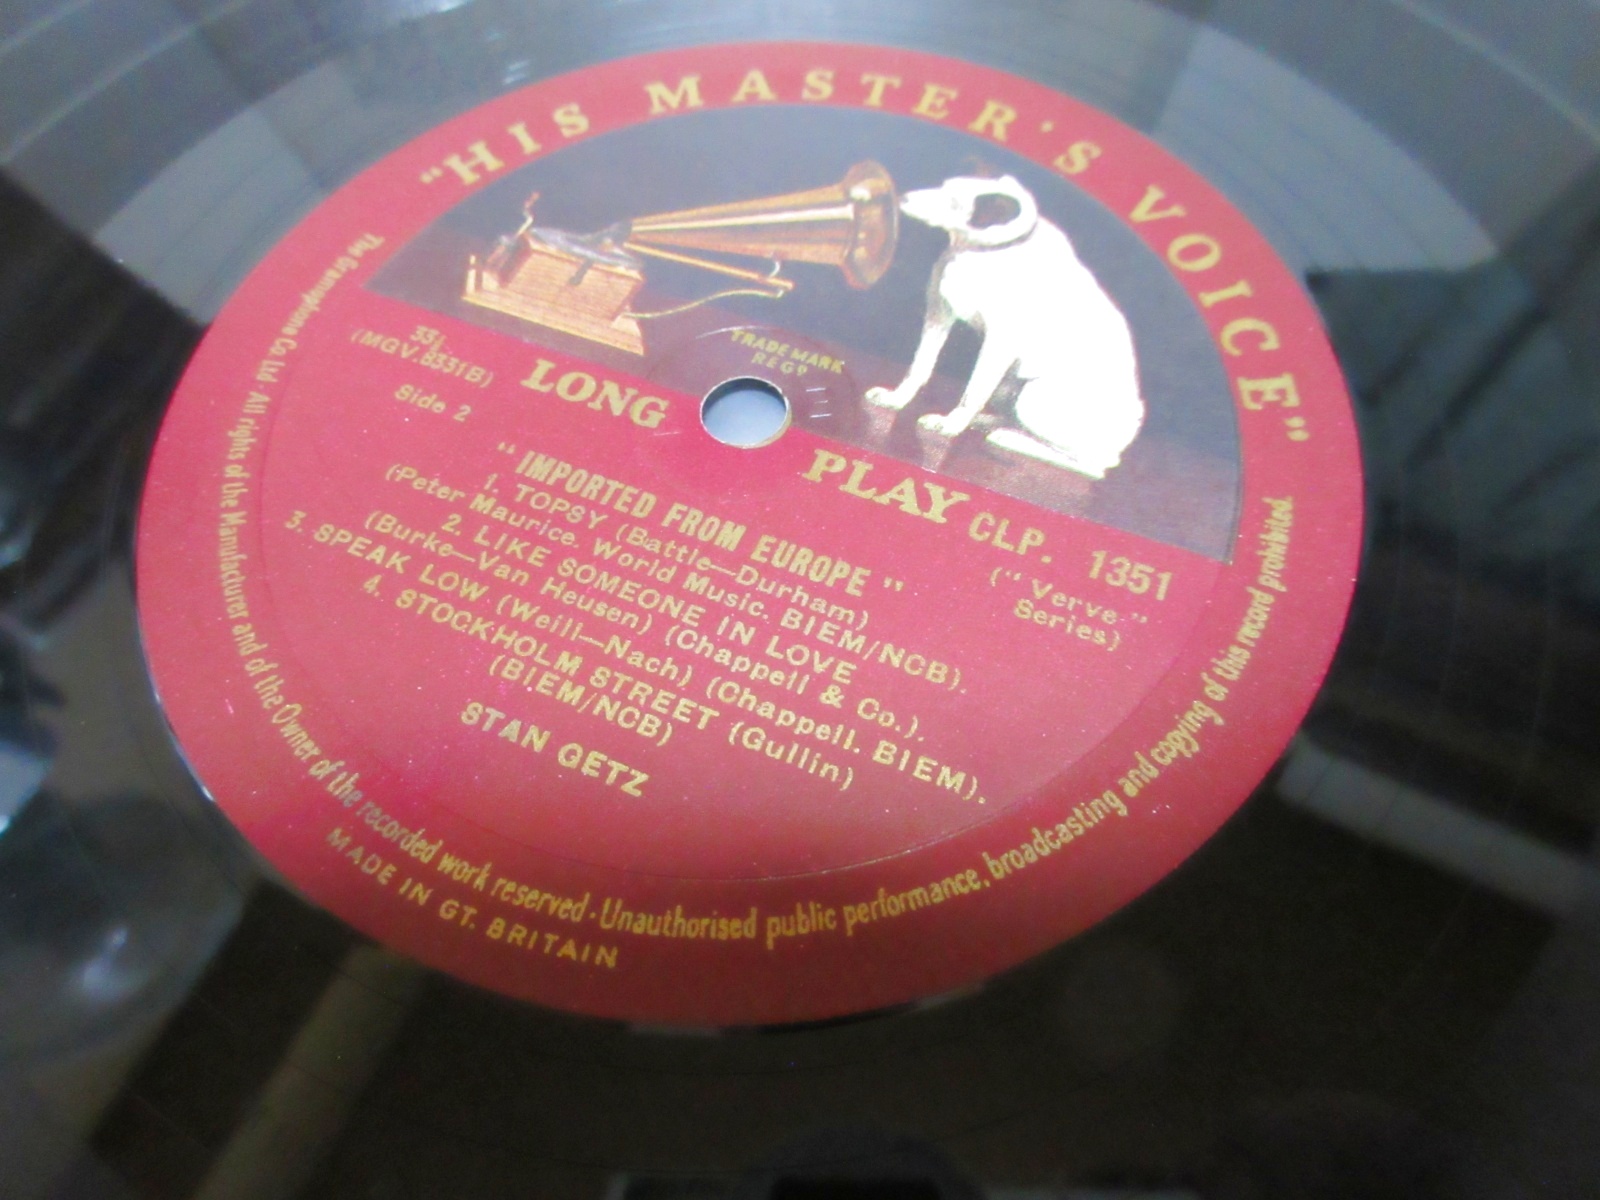 "HIS MASTER'S VOICE"
TRADE MARK
REGD
33⅓
(MGV.8331B)
Side 2
LONG PLAY
CLP. 1351
("Verve"
Series)
"IMPORTED FROM EUROPE"
1. TOPSY (Battle—Durham)
(Peter Maurice. World Music. BIEM/NCB).
2. LIKE SOMEONE IN LOVE
(Burke—Van Heusen) (Chappell & Co.).
3. SPEAK LOW (Weill—Nach) (Chappell. BIEM).
4. STOCKHOLM STREET (Gullin)
(BIEM/NCB)
STAN GETZ
The Gramophone Co. Ltd · All rights of the Manufacturer and of the Owner of the recorded work reserved · Unauthorised public performance, broadcasting and copying of this record prohibited.
MADE IN GT. BRITAIN